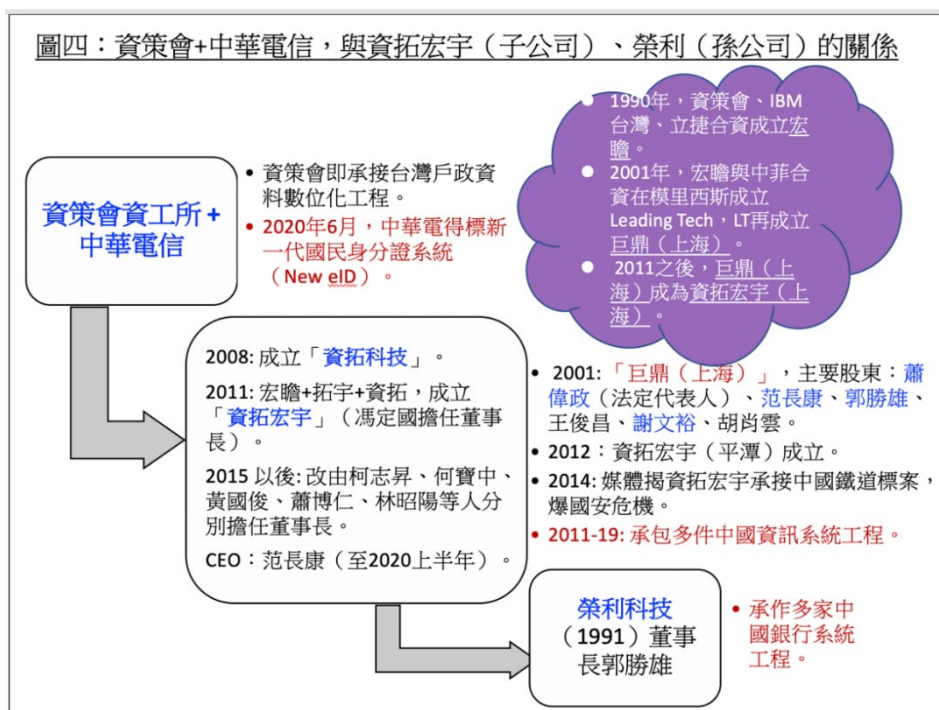 圖四：資策會+中華電信，與資拓宏宇（子公司）、榮利（孫公司）的關係
資策會資工所 +
中華電信
• 資策會即承接台灣戶政資
料數位化工程。
• 2020年6月，中華電得標新
一代國民身分證系統
（New eID）。
• 1990年，資策會、IBM
台灣、立捷合資成立宏
瞻。
• 2001年，宏瞻與中菲合
資在模里西斯成立
Leading Tech，LT再成立
巨鼎（上海）。
• 2011之後，巨鼎（上
海）成為資拓宏宇（上
海）。
2008: 成立「資拓科技」。
2011: 宏瞻+拓宇+資拓，成立
「資拓宏宇」（馮定國擔任董事
長）。
2015 以後：改由柯志昇、何寶中、
黃國俊、蕭博仁、林昭陽等人分
別擔任董事長。
CEO：范長康（至2020上半年）。
• 2001:「巨鼎（上海）」，主要股東：蕭
偉政（法定代表人）、范長康、郭勝雄、
王俊昌、謝文裕、胡肖雲。
• 2012：資拓宏宇（平潭）成立。
• 2014: 媒體揭資拓宏宇承接中國鐵道標案，
爆國安危機。
• 2011-19: 承包多件中國資訊系統工程。
榮利科技
（1991）董事
長郭勝雄
• 承作多家中
國銀行系統
工程。